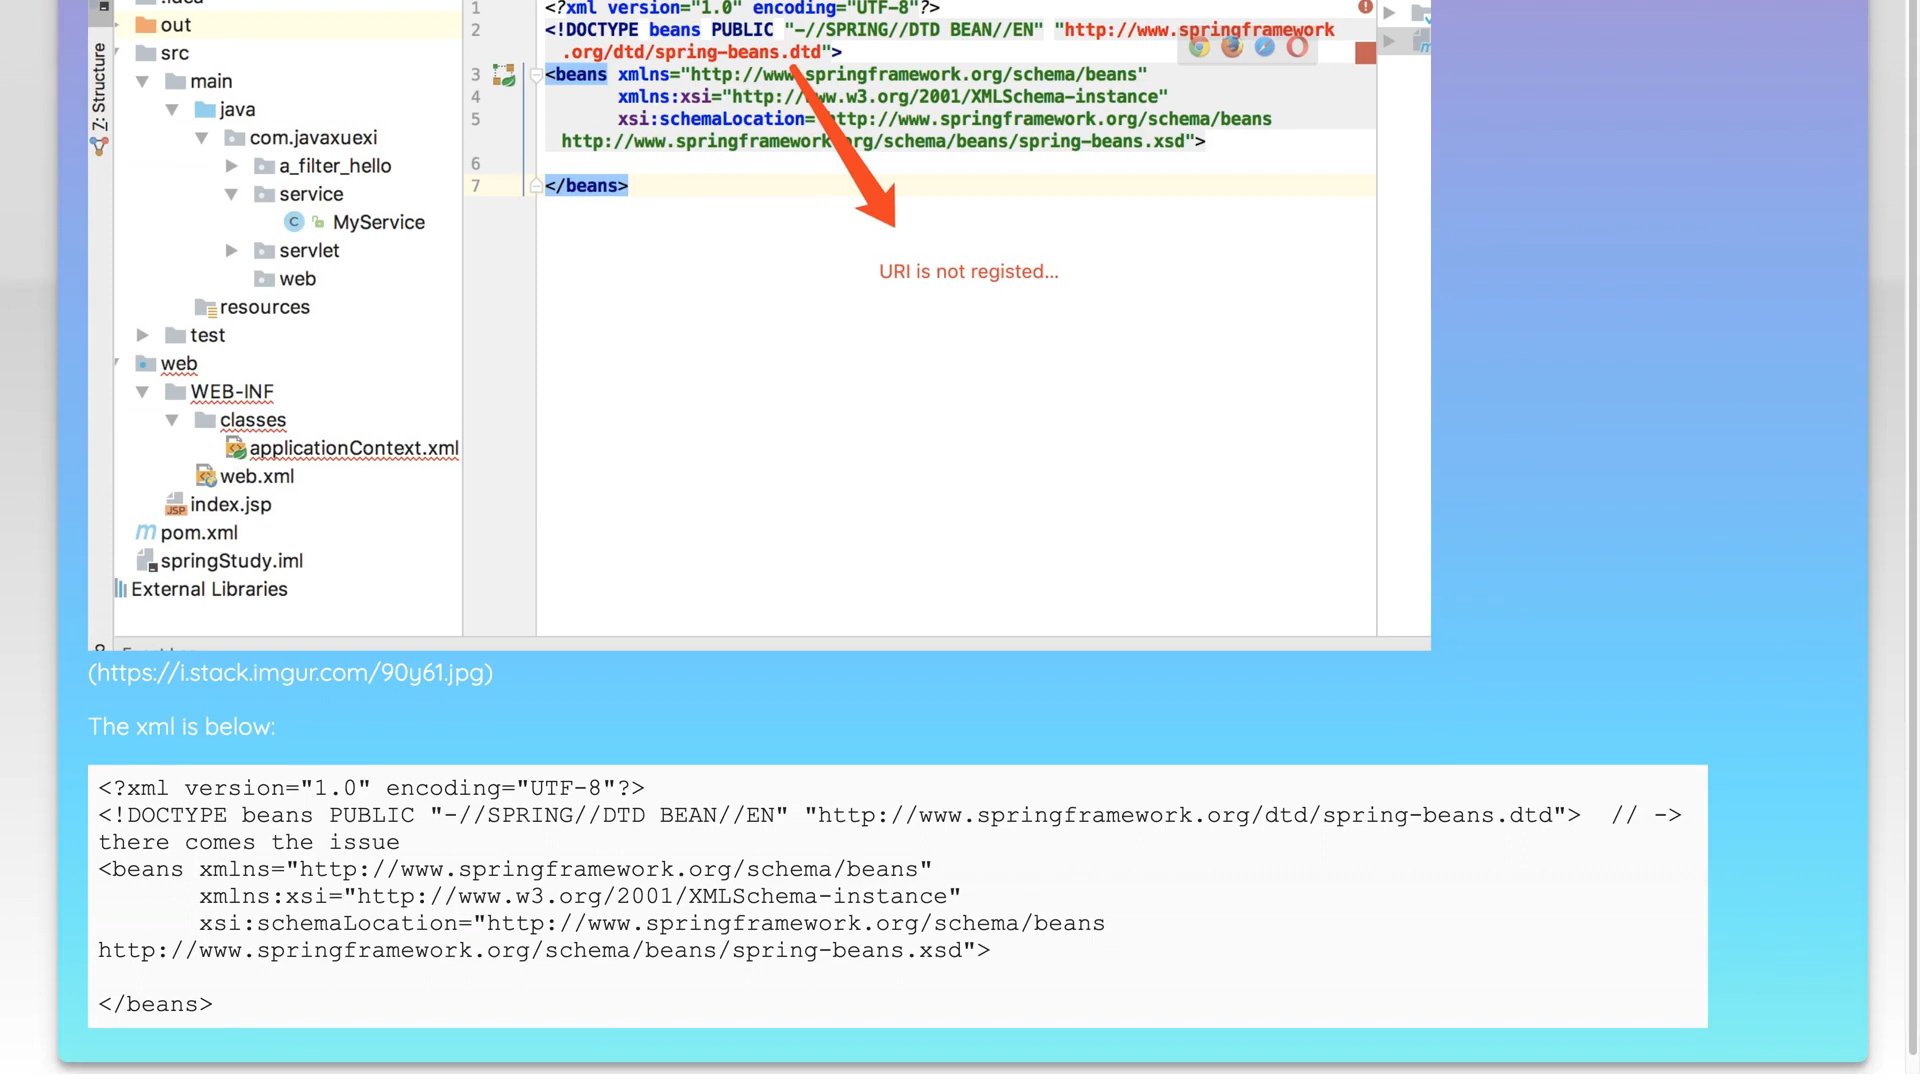 .idea
out
src
main
java
com.javaxuexi
a_filter_hello
service
MyService
servlet
web
resources
test
web
WEB-INF
classes
applicationContext.xml
web.xml
index.jsp
pom.xml
springStudy.iml
External Libraries
Z: Structure
1 <?xml version="1.0" encoding="UTF-8"?>
2 <!DOCTYPE beans PUBLIC "-//SPRING//DTD BEAN//EN" "http://www.springframework
.org/dtd/spring-beans.dtd">
3 <beans xmlns="http://www.springframework.org/schema/beans"
4 xmlns:xsi="http://www.w3.org/2001/XMLSchema-instance"
5 xsi:schemaLocation="http://www.springframework.org/schema/beans
http://www.springframework.org/schema/beans/spring-beans.xsd">
6
7 </beans>
URI is not registed...
(https://i.stack.imgur.com/90y61.jpg)
The xml is below:
<?xml version="1.0" encoding="UTF-8"?>
<!DOCTYPE beans PUBLIC "-//SPRING//DTD BEAN//EN" "http://www.springframework.org/dtd/spring-beans.dtd">  // ->
there comes the issue
<beans xmlns="http://www.springframework.org/schema/beans"
xmlns:xsi="http://www.w3.org/2001/XMLSchema-instance"
xsi:schemaLocation="http://www.springframework.org/schema/beans
http://www.springframework.org/schema/beans/spring-beans.xsd">
</beans>